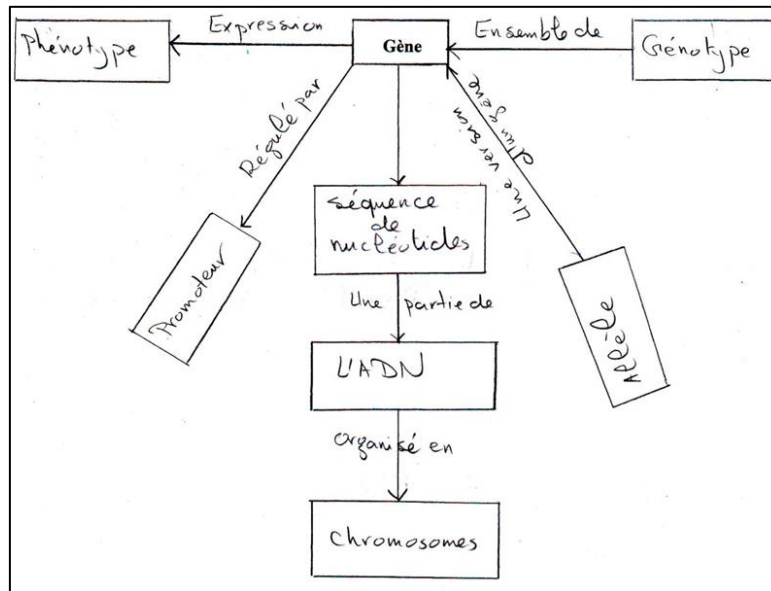 Phénotype
Expression
Gène
Ensemble de
Génotype
Régulé par
Une version
d'un gène
séquence
de
nucléotides
Promoteur
Une partie de
Allèle
L'ADN
organisé en
chromosomes